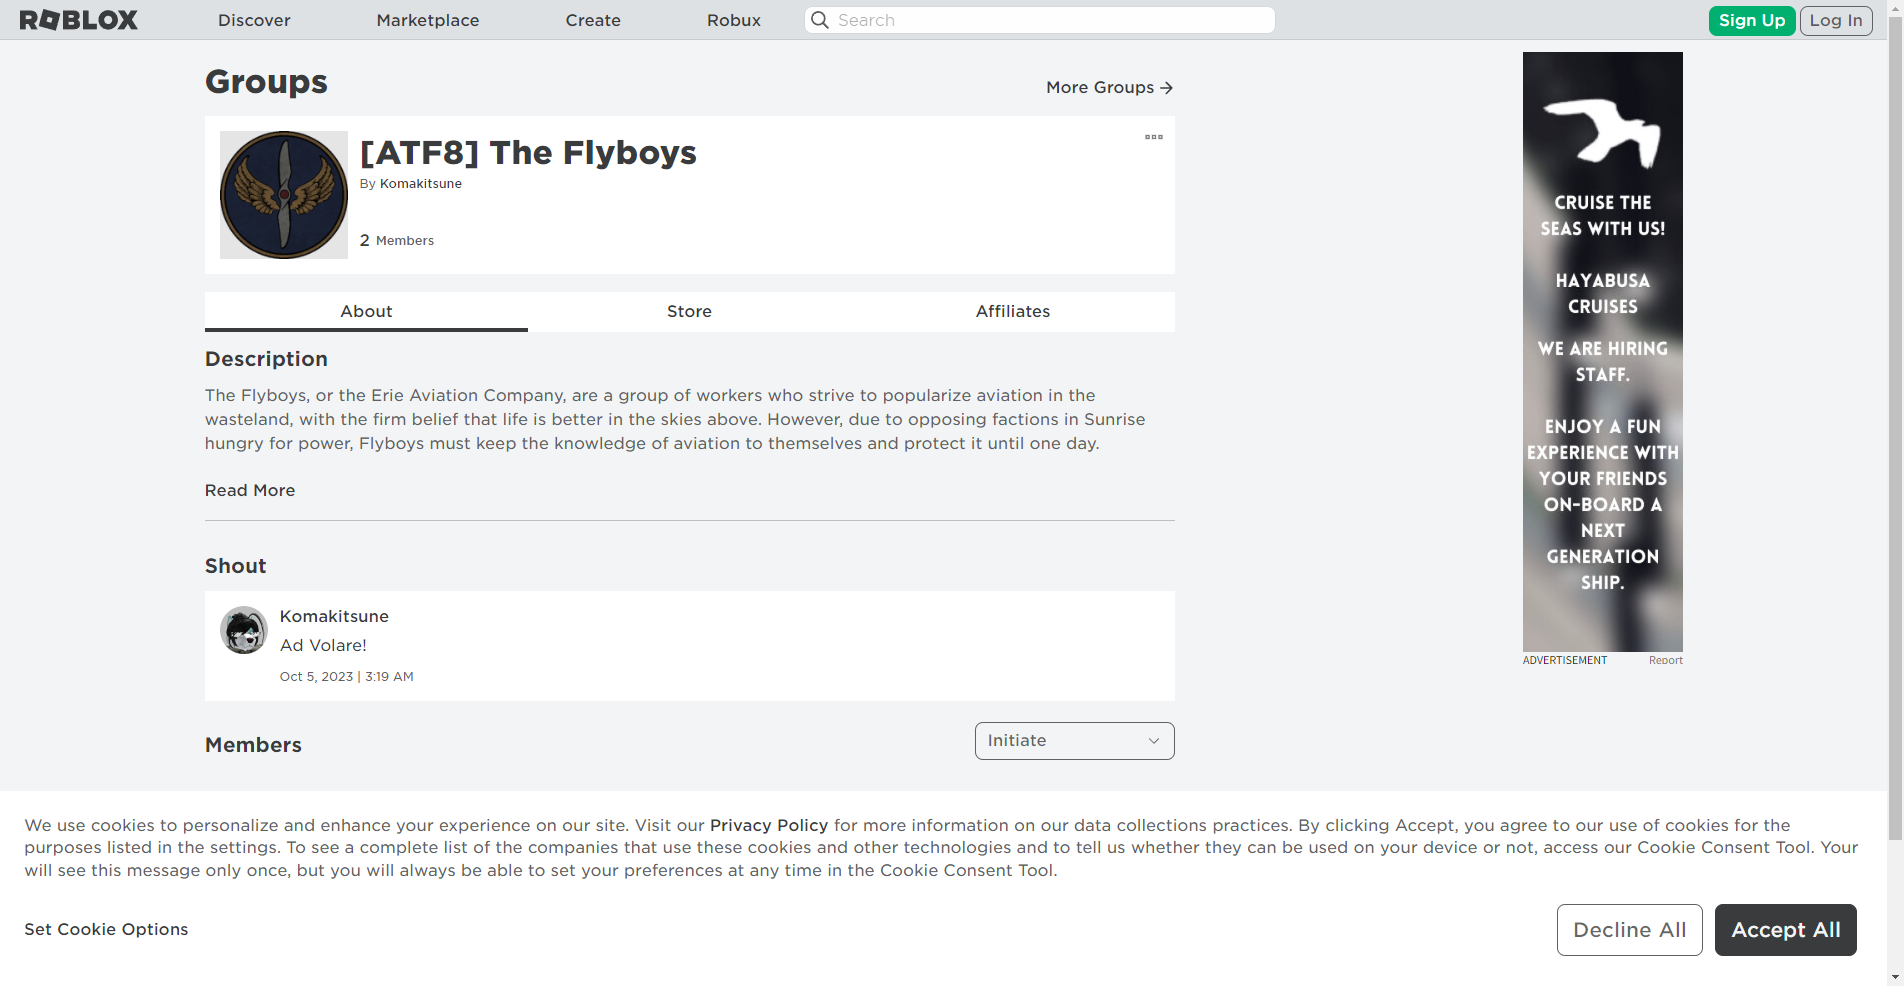 ROBLOX
Discover
Marketplace
Create
Robux
Search
Sign Up
Log In
Groups
More Groups
[ATF8] The Flyboys
By Komakitsune
2 Members
About
Store
Affiliates
Description
The Flyboys, or the Erie Aviation Company, are a group of workers who strive to popularize aviation in the
wasteland, with the firm belief that life is better in the skies above. However, due to opposing factions in Sunrise
hungry for power, Flyboys must keep the knowledge of aviation to themselves and protect it until one day.
Read More
Shout
Komakitsune
Ad Volare!
Oct 5, 2023 | 3:19 AM
Members
Initiate
CRUISE THE
SEAS WITH US!
HAYABUSA
CRUISES
WE ARE HIRING
STAFF.
ENJOY A FUN
EXPERIENCE WITH
YOUR FRIENDS
ON-BOARD A
NEXT
GENERATION
SHIP.
ADVERTISEMENT
Report
We use cookies to personalize and enhance your experience on our site. Visit our Privacy Policy for more information on our data collections practices. By clicking Accept, you agree to our use of cookies for the
purposes listed in the settings. To see a complete list of the companies that use these cookies and other technologies and to tell us whether they can be used on your device or not, access our Cookie Consent Tool. Your
will see this message only once, but you will always be able to set your preferences at any time in the Cookie Consent Tool.
Set Cookie Options
Decline All
Accept All